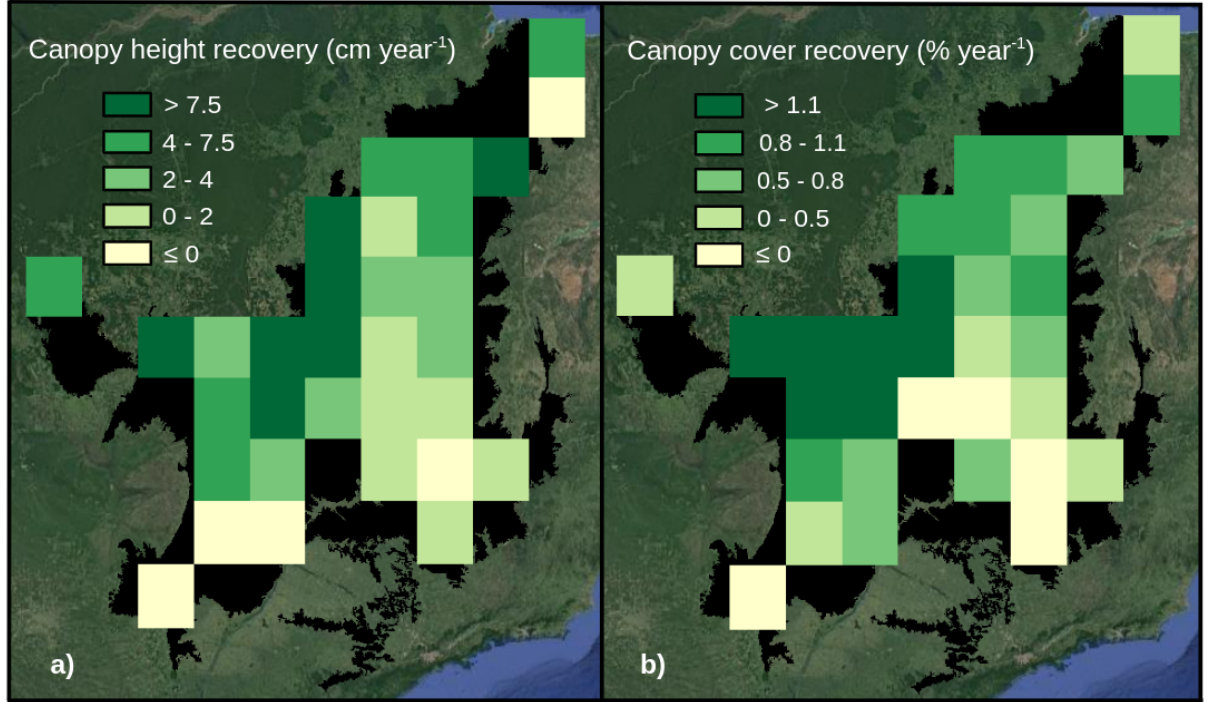 Canopy height recovery (cm year⁻¹)
> 7.5
4 - 7.5
2 - 4
0 - 2
≤ 0
a)
Canopy cover recovery (% year⁻¹)
> 1.1
0.8 - 1.1
0.5 - 0.8
0 - 0.5
≤ 0
b)